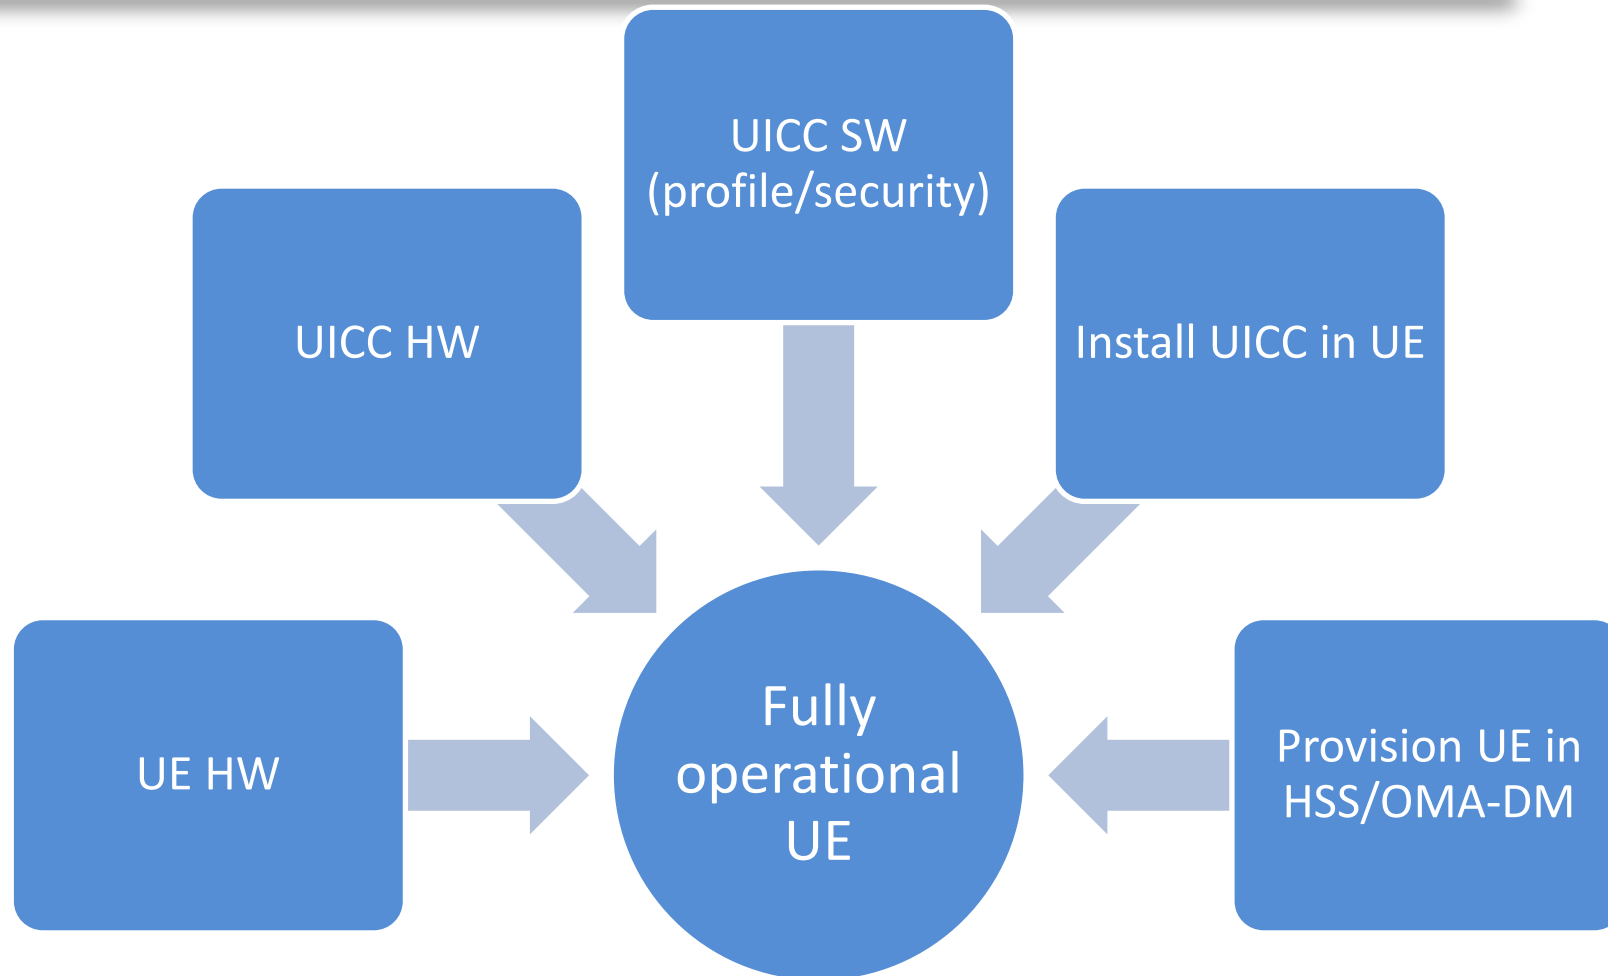 UICC SW
(profile/security)
UICC HW
Install UICC in UE
UE HW
Fully
operational
UE
Provision UE in
HSS/OMA-DM